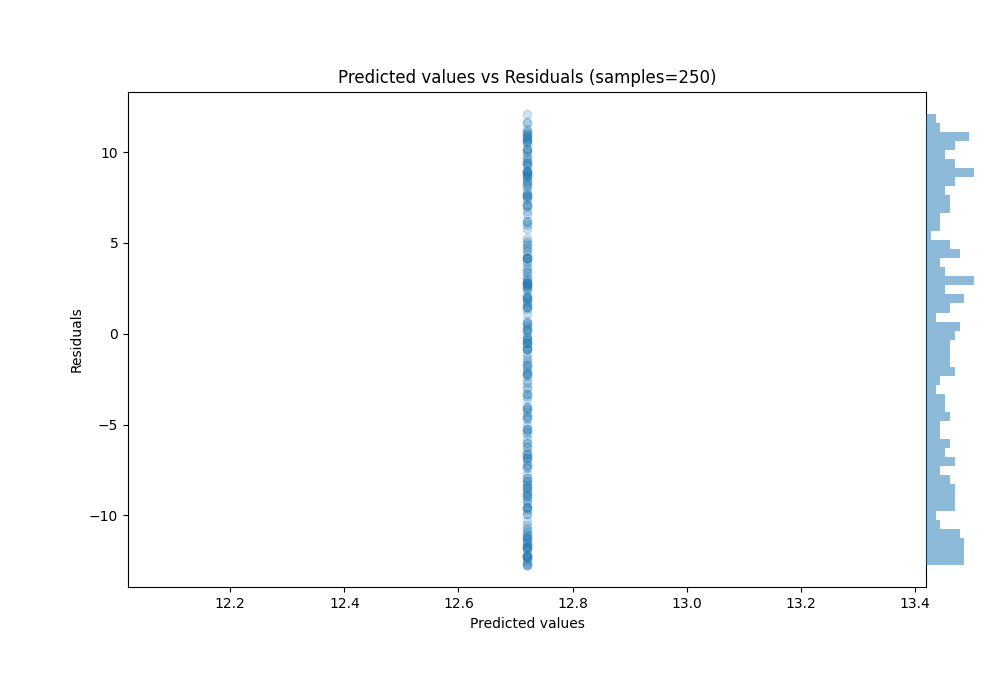 Predicted values vs Residuals (samples=250)
10
5
0
−5
−10
Residuals
12.2 12.4 12.6 12.8 13.0 13.2 13.4
Predicted values